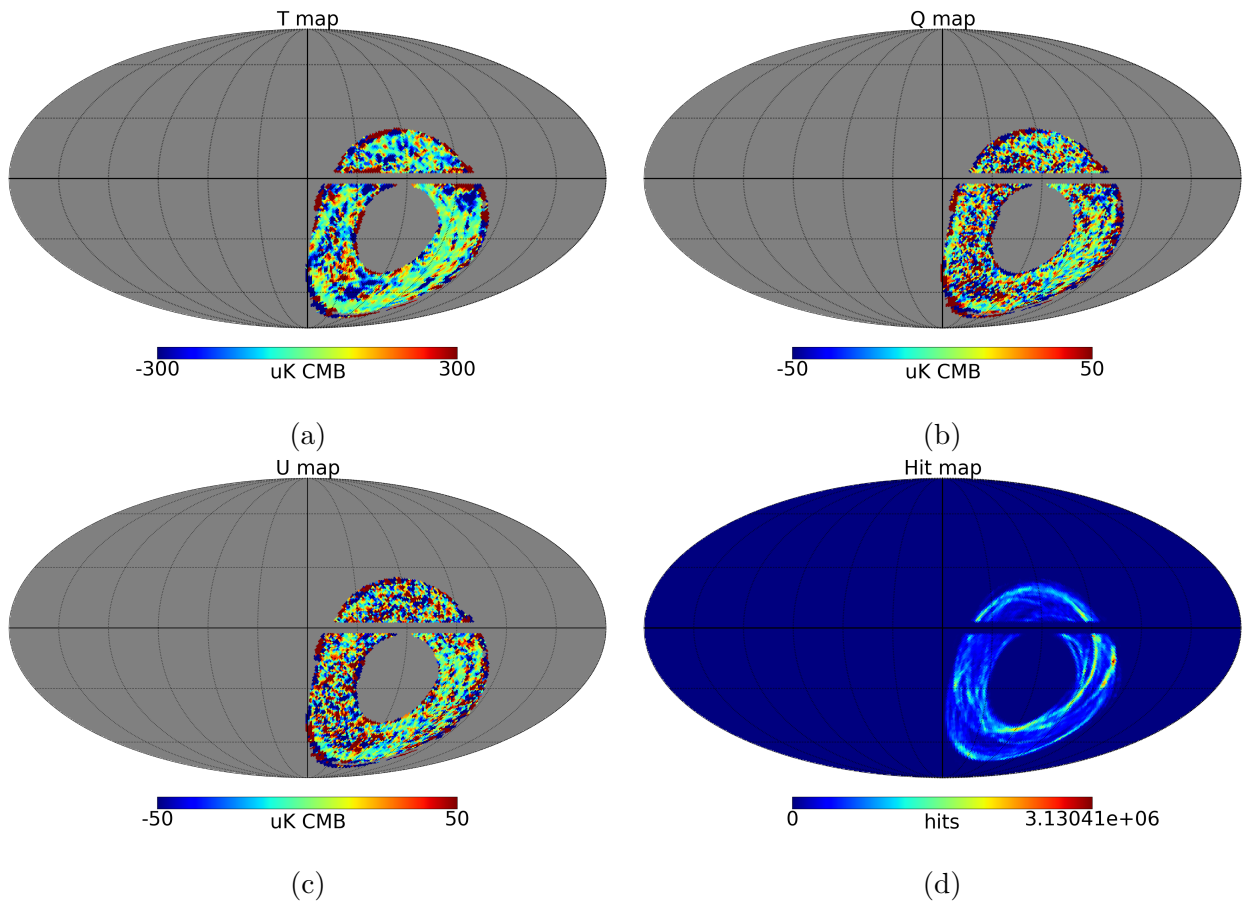 T map
Q map
-300 300
uK CMB
-50 50
uK CMB
(a)
(b)
U map
Hit map
-50 50
uK CMB
0 3.13041e+06
hits
(c)
(d)